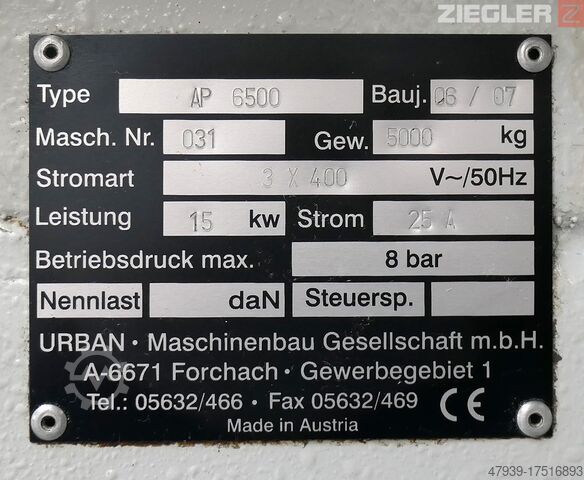 ZIEGLER Z
Type AP 6500 Bauj. 06 / 07
Masch. Nr. 031 Gew. 5000 kg
Stromart 3 X 400 V~/50Hz
Leistung 15 kw Strom 25 A
Betriebsdruck max. 8 bar
Nennlast daN Steuersp.
URBAN · Maschinenbau Gesellschaft m.b.H.
A-6671 Forchach · Gewerbegebiet 1
Tel.: 05632/466 · Fax 05632/469 CE
Made in Austria
47939-17516893